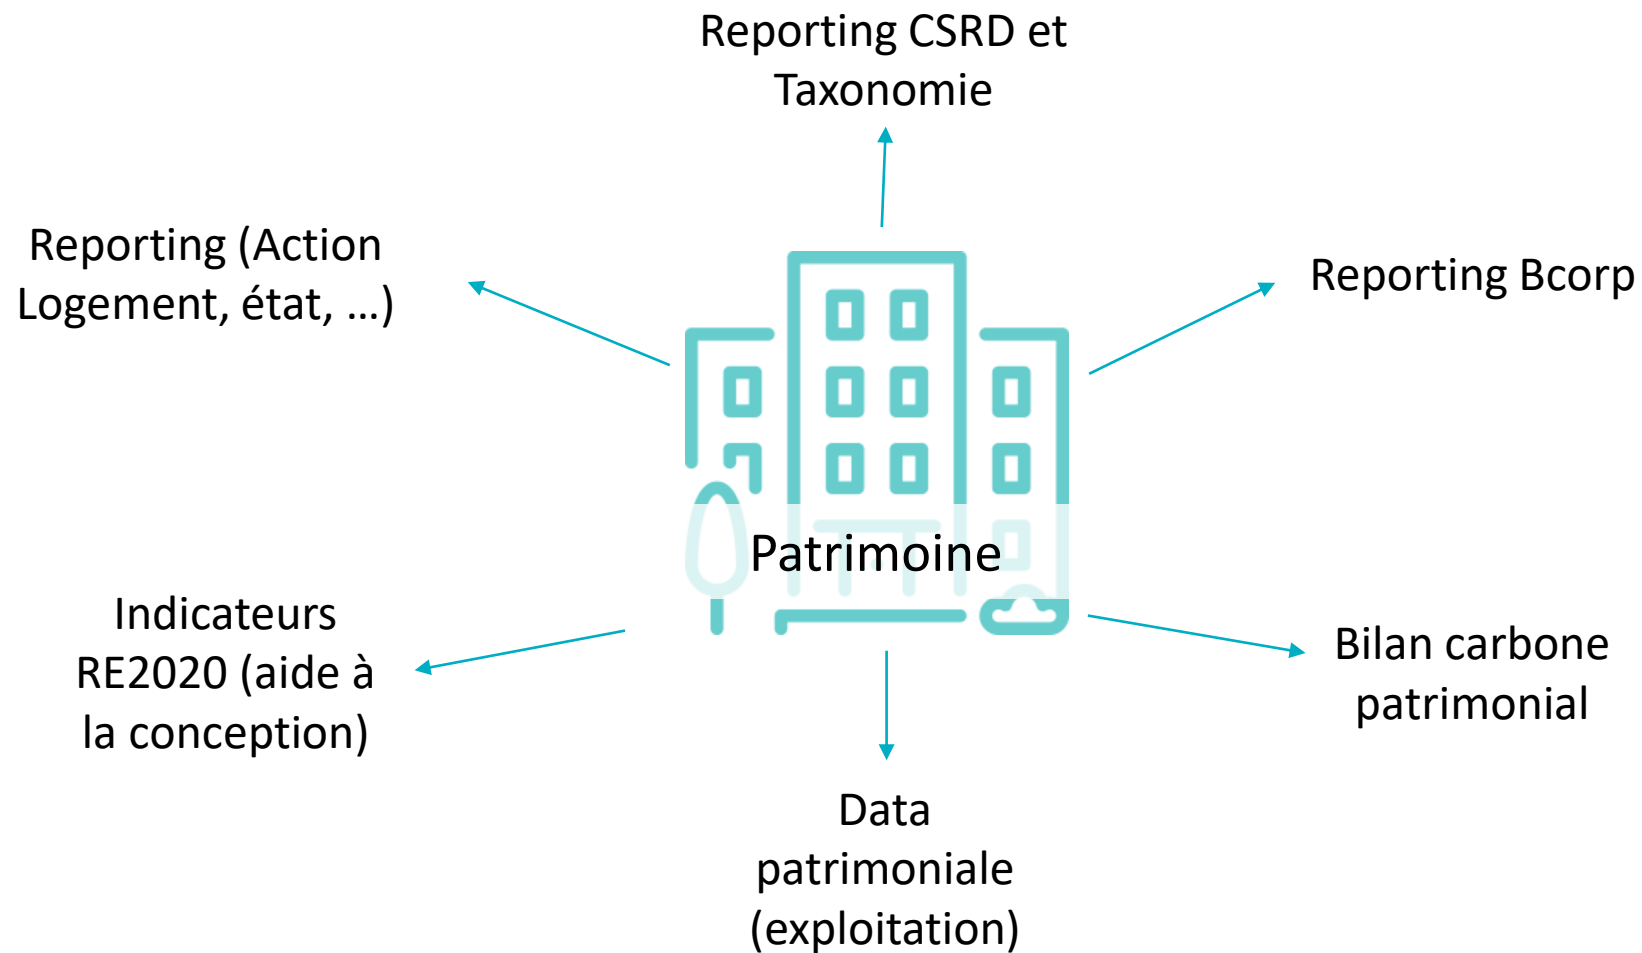 Reporting CSRD et
Taxonomie
Reporting (Action
Logement, état, …)
Reporting Bcorp
Patrimoine
Indicateurs
RE2020 (aide à
la conception)
Bilan carbone
patrimonial
Data
patrimoniale
(exploitation)